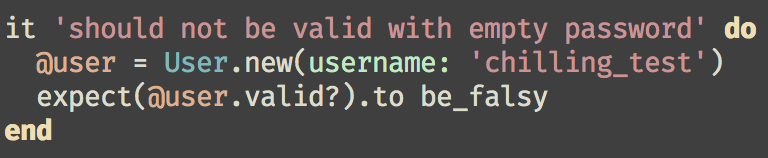 it 'should not be valid with empty password' do
  @user = User.new(username: 'chilling_test')
  expect(@user.valid?).to be_falsy
end